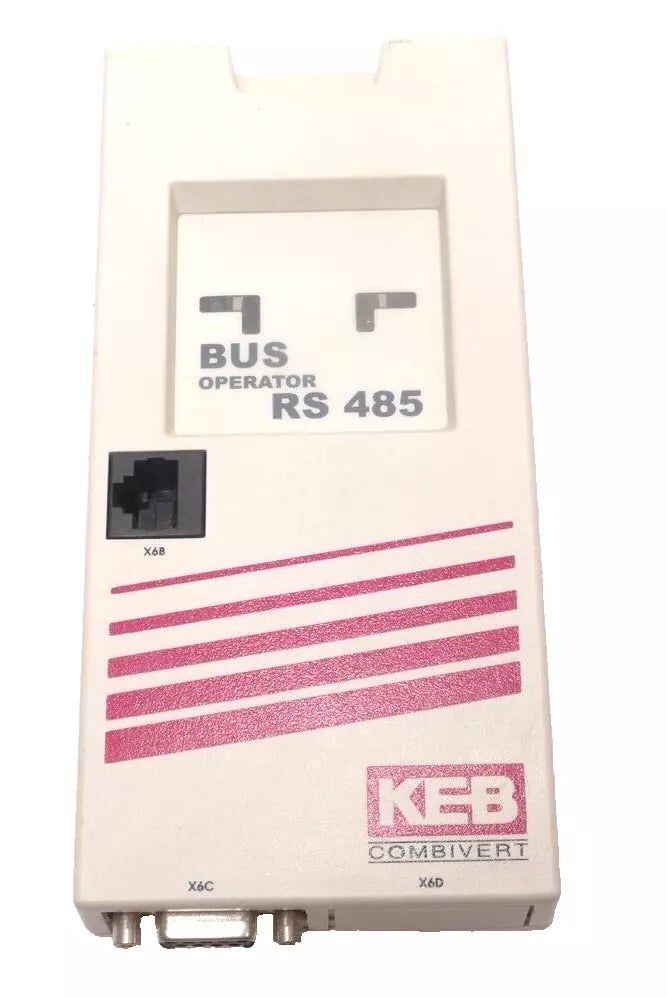 BUS
OPERATOR
RS 485
X6B
KEB
COMBIVERT
X6C
X6D